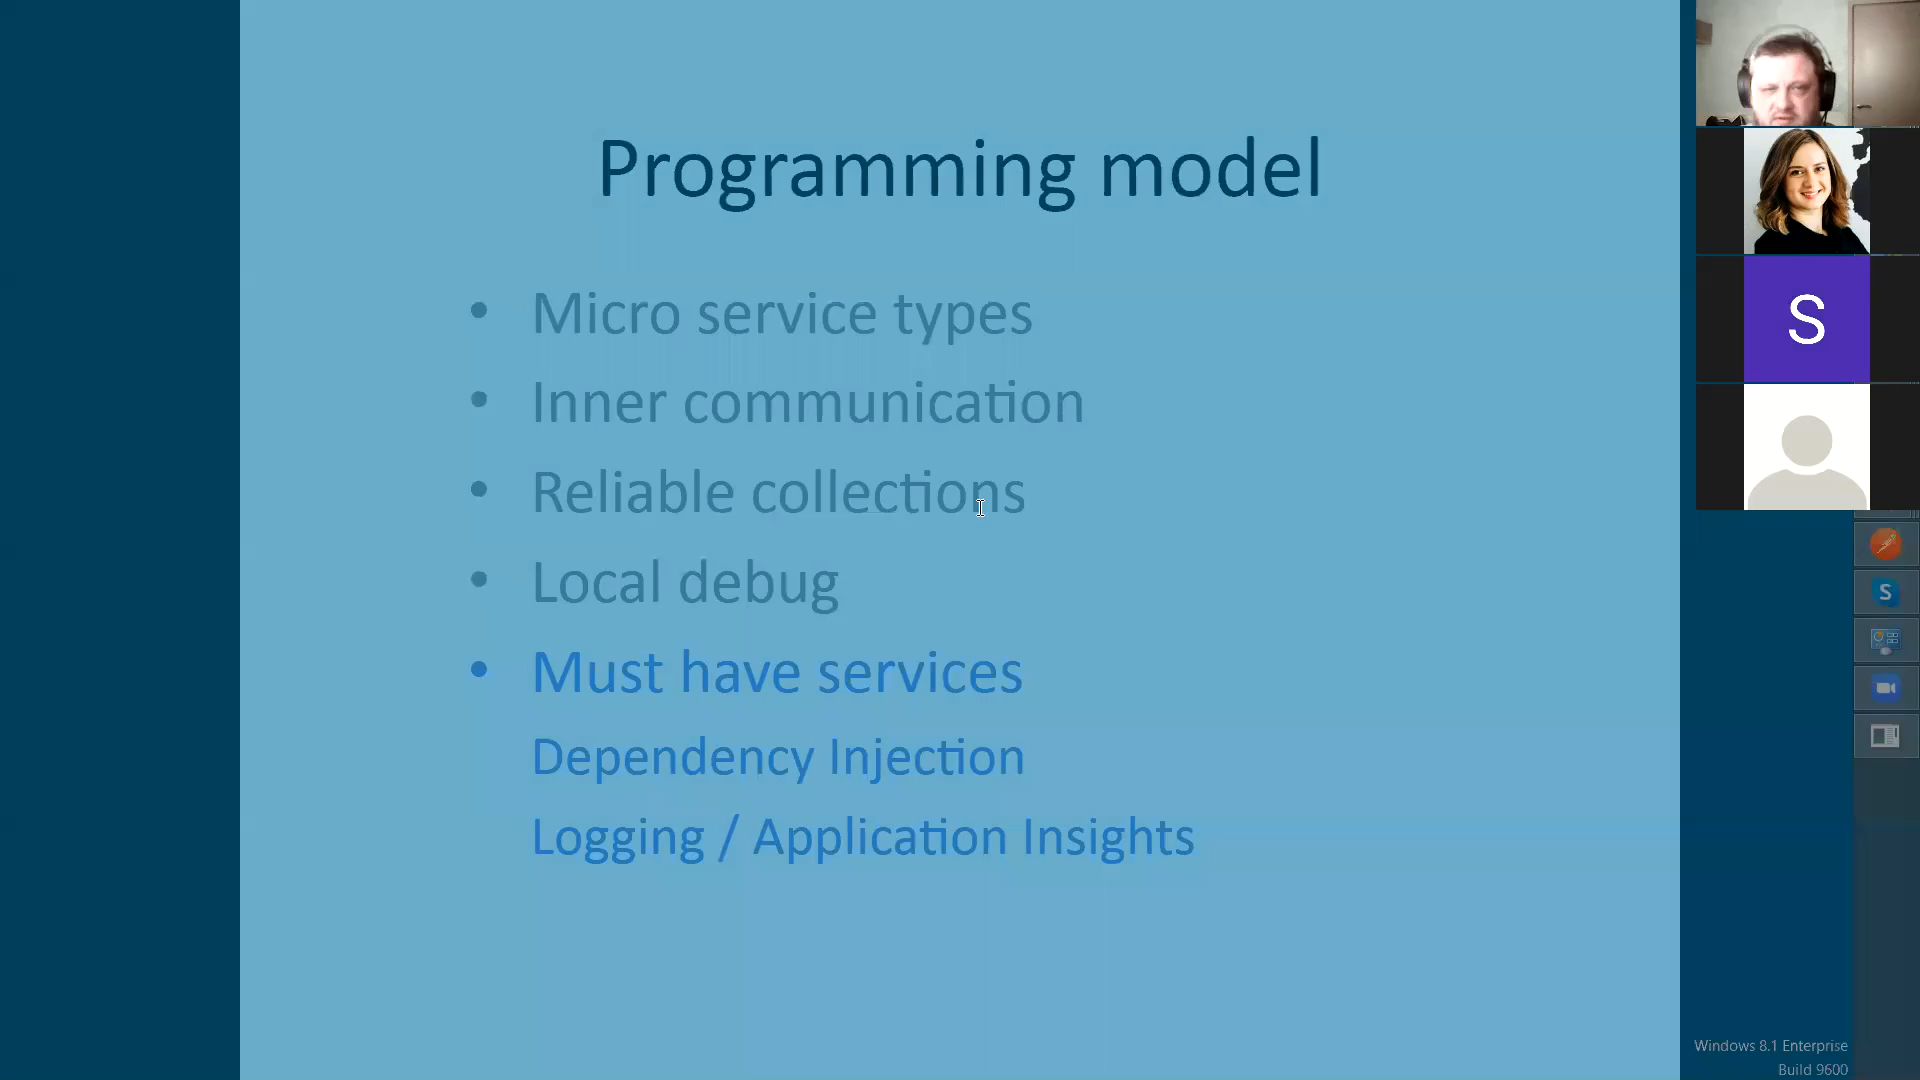 Programming model
• Micro service types
• Inner communication
• Reliable collections
• Local debug
• Must have services
Dependency Injection
Logging / Application Insights
S
S
Windows 8.1 Enterprise
Build 9600